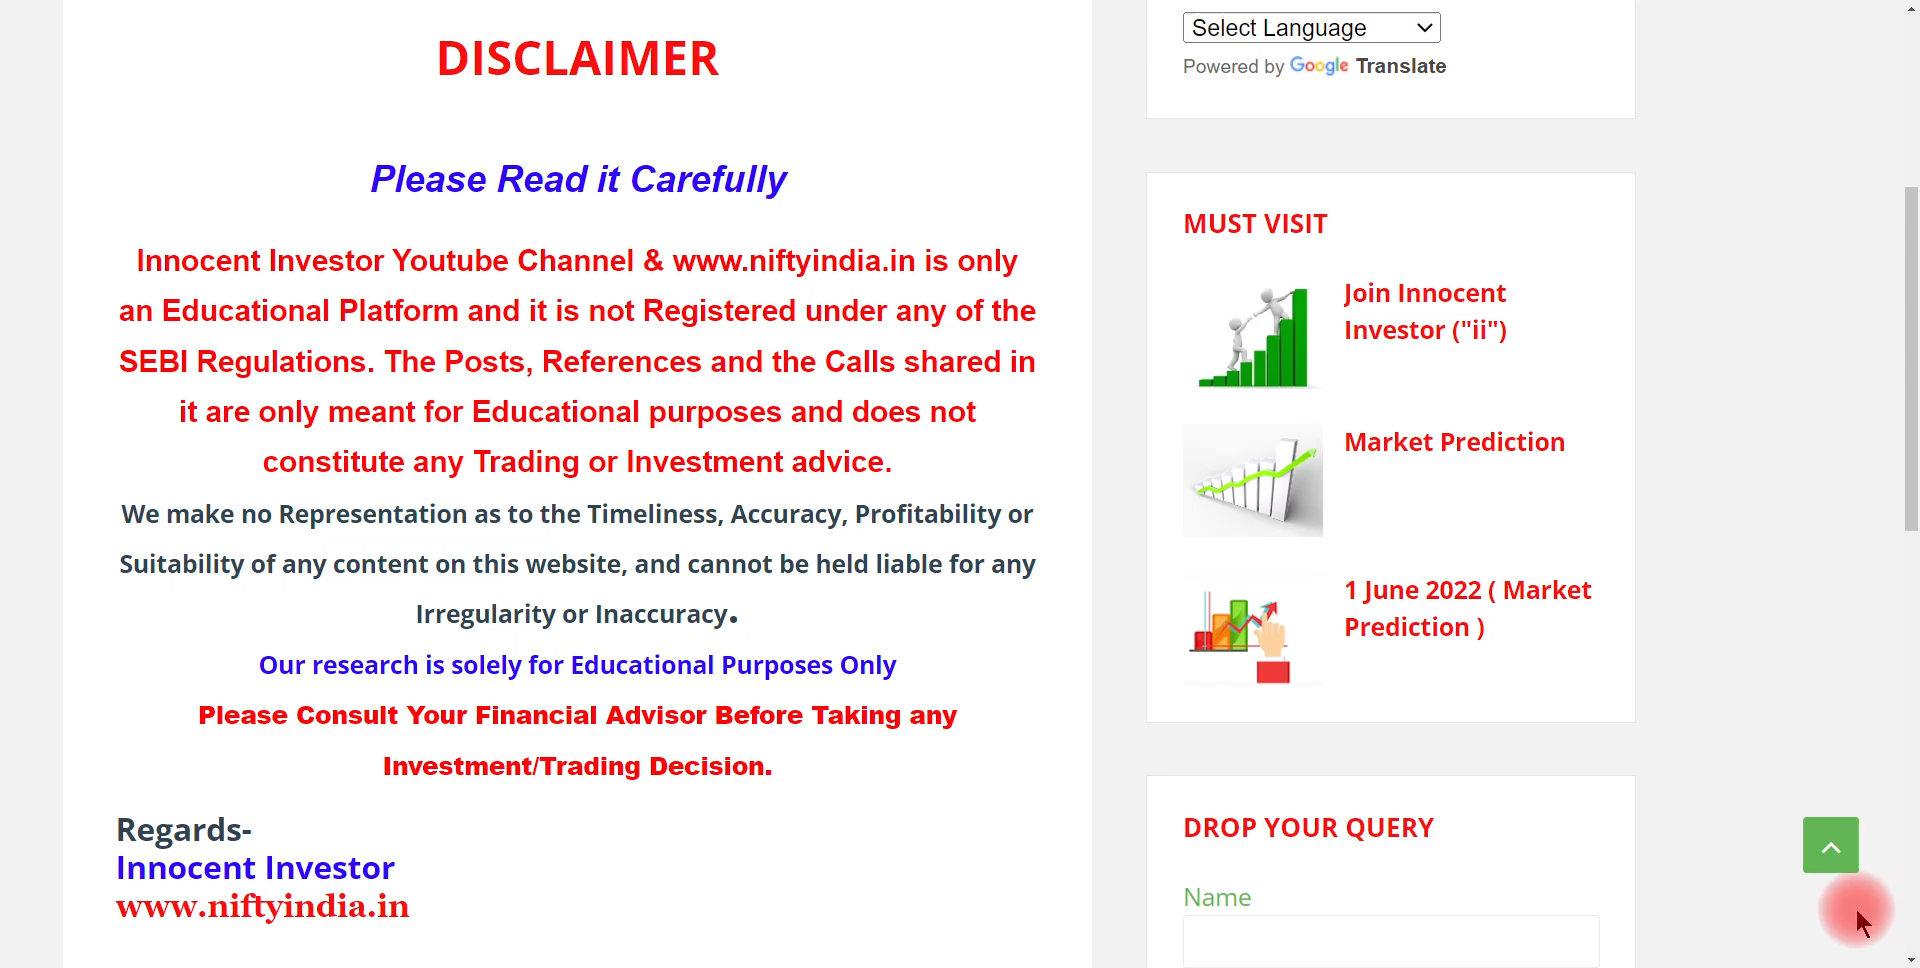 DISCLAIMER
Please Read it Carefully
Innocent Investor Youtube Channel & www.niftyindia.in is only
an Educational Platform and it is not Registered under any of the
SEBI Regulations. The Posts, References and the Calls shared in
it are only meant for Educational purposes and does not
constitute any Trading or Investment advice.
We make no Representation as to the Timeliness, Accuracy, Profitability or
Suitability of any content on this website, and cannot be held liable for any
Irregularity or Inaccuracy.
Our research is solely for Educational Purposes Only
Please Consult Your Financial Advisor Before Taking any
Investment/Trading Decision.
Regards-
Innocent Investor
www.niftyindia.in
Select Language
Powered by Google Translate
MUST VISIT
Join Innocent
Investor ("ii")
Market Prediction
1 June 2022 ( Market
Prediction )
DROP YOUR QUERY
Name